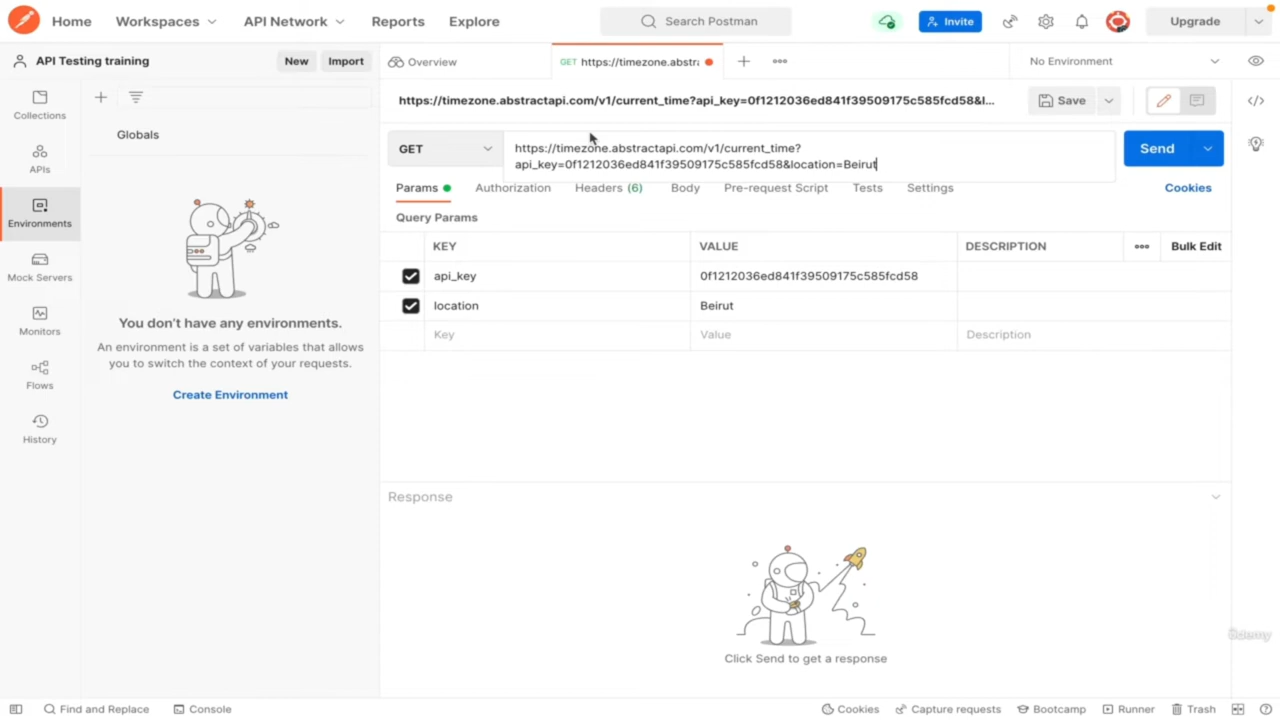 Home
Workspaces
API Network
Reports
Explore
Search Postman
Invite
Upgrade
API Testing training
New
Import
Overview
GET https://timezone.abstra
No Environment
Collections
APIs
Environments
Mock Servers
Monitors
Flows
History
Globals
You don't have any environments.
An environment is a set of variables that allows
you to switch the context of your requests.
Create Environment
https://timezone.abstractapi.com/v1/current_time?api_key=0f1212036ed841f39509175c585fcd58&l...
Save
GET
https://timezone.abstractapi.com/v1/current_time?
api_key=0f1212036ed841f39509175c585fcd58&location=Beirut
Send
Params
Authorization
Headers (6)
Body
Pre-request Script
Tests
Settings
Cookies
Query Params
KEY
VALUE
DESCRIPTION
Bulk Edit
api_key
0f1212036ed841f39509175c585fcd58
location
Beirut
Key
Value
Description
Response
Click Send to get a response
ûdemy
Find and Replace
Console
Cookies
Capture requests
Bootcamp
Runner
Trash